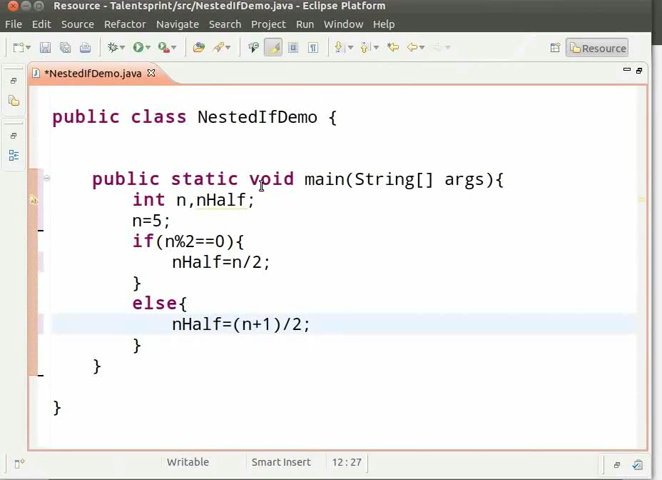 Resource - Talentsprint/src/NestedIfDemo.java - Eclipse Platform
File Edit Source Refactor Navigate Search Project Run Window Help
Resource
*NestedIfDemo.java
public class NestedIfDemo {
public static void main(String[] args){
int n,nHalf;
n=5;
if(n%2==0){
nHalf=n/2;
}
else{
nHalf=(n+1)/2;
}
}
}
Writable Smart Insert 12:27